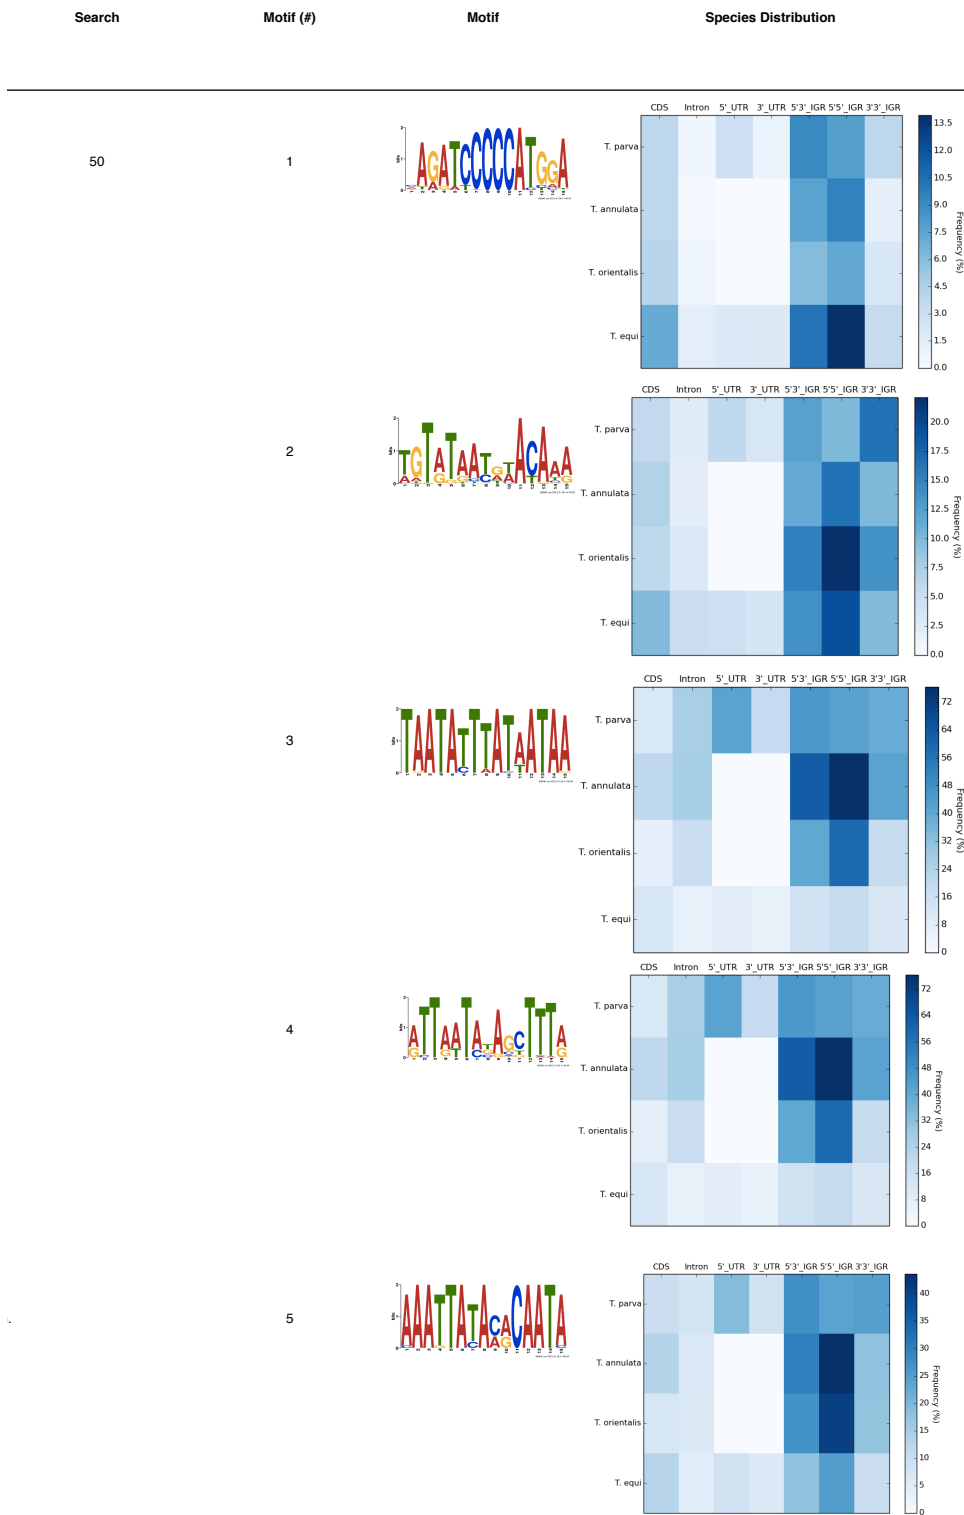 Search Motif (#) Motif Species Distribution
50 1
CDS Intron 5'_UTR 3'_UTR 5'3'_IGR 5'5'_IGR 3'3'_IGR
T. parva
T. annulata
T. orientalis
T. equi
13.5
12.0
10.5
9.0
7.5
6.0
4.5
3.0
1.5
0.0
Frequency (%)
2
CDS Intron 5'_UTR 3'_UTR 5'3'_IGR 5'5'_IGR 3'3'_IGR
T. parva
T. annulata
T. orientalis
T. equi
20.0
17.5
15.0
12.5
10.0
7.5
5.0
2.5
0.0
Frequency (%)
3
CDS Intron 5'_UTR 3'_UTR 5'3'_IGR 5'5'_IGR 3'3'_IGR
T. parva
T. annulata
T. orientalis
T. equi
72
64
56
48
40
32
24
16
8
0
Frequency (%)
4
CDS Intron 5'_UTR 3'_UTR 5'3'_IGR 5'5'_IGR 3'3'_IGR
T. parva
T. annulata
T. orientalis
T. equi
72
64
56
48
40
32
24
16
8
0
Frequency (%)
5
CDS Intron 5'_UTR 3'_UTR 5'3'_IGR 5'5'_IGR 3'3'_IGR
T. parva
T. annulata
T. orientalis
T. equi
40
35
30
25
20
15
10
5
0
Frequency (%)